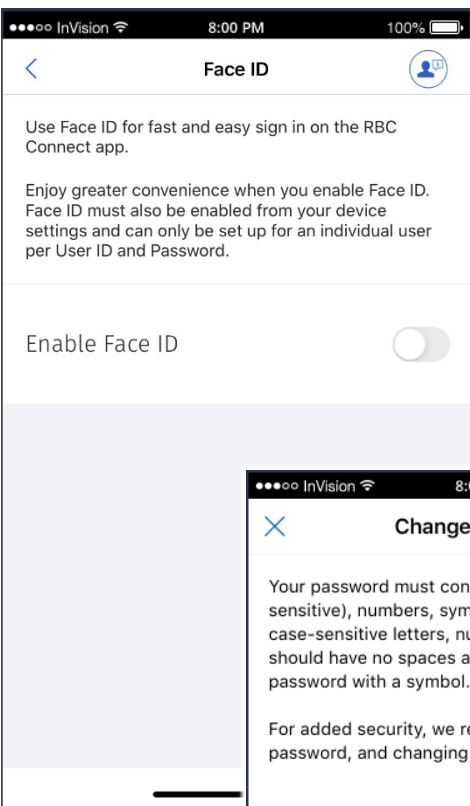 InVision 8:00 PM 100%
Face ID
Use Face ID for fast and easy sign in on the RBC
Connect app.
Enjoy greater convenience when you enable Face ID.
Face ID must also be enabled from your device
settings and can only be set up for an individual user
per User ID and Password.
Enable Face ID
InVision
Change
Your password must
sensitive), numbers,
case-sensitive letters,
should have no spaces
password with a symbol.
For added security, we
password, and changing